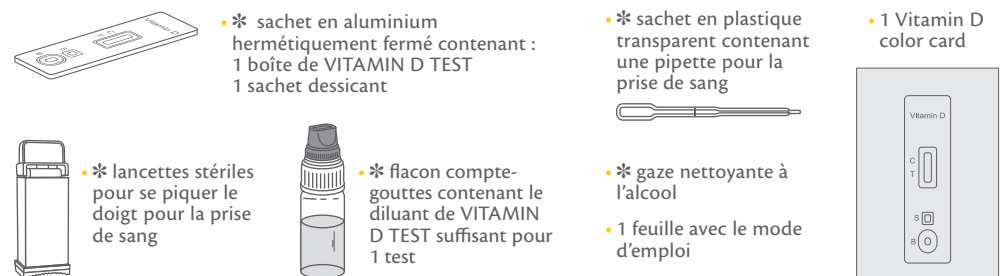 Vitamin D
C
T
S
B
• ✻ sachet en aluminium
hermétiquement fermé contenant :
1 boîte de VITAMIN D TEST
1 sachet dessicant
• ✻ sachet en plastique
transparent contenant
une pipette pour la
prise de sang
• 1 Vitamin D
color card
Vitamin D
C
T
S
B
• ✻ lancettes stériles
pour se piquer le
doigt pour la prise
de sang
• ✻ flacon compte-
gouttes contenant le
diluant de VITAMIN
D TEST suffisant pour
1 test
• ✻ gaze nettoyante à
l’alcool
• 1 feuille avec le mode
d’emploi